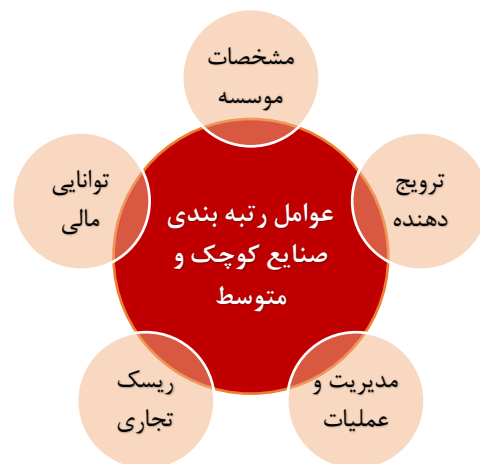 مشخصات
موسسه
ترویج
دهنده
مدیریت و
عملیات
ریسک
تجاری
توانایی
مالی
عوامل رتبه بندی
صنایع کوچک و
متوسط